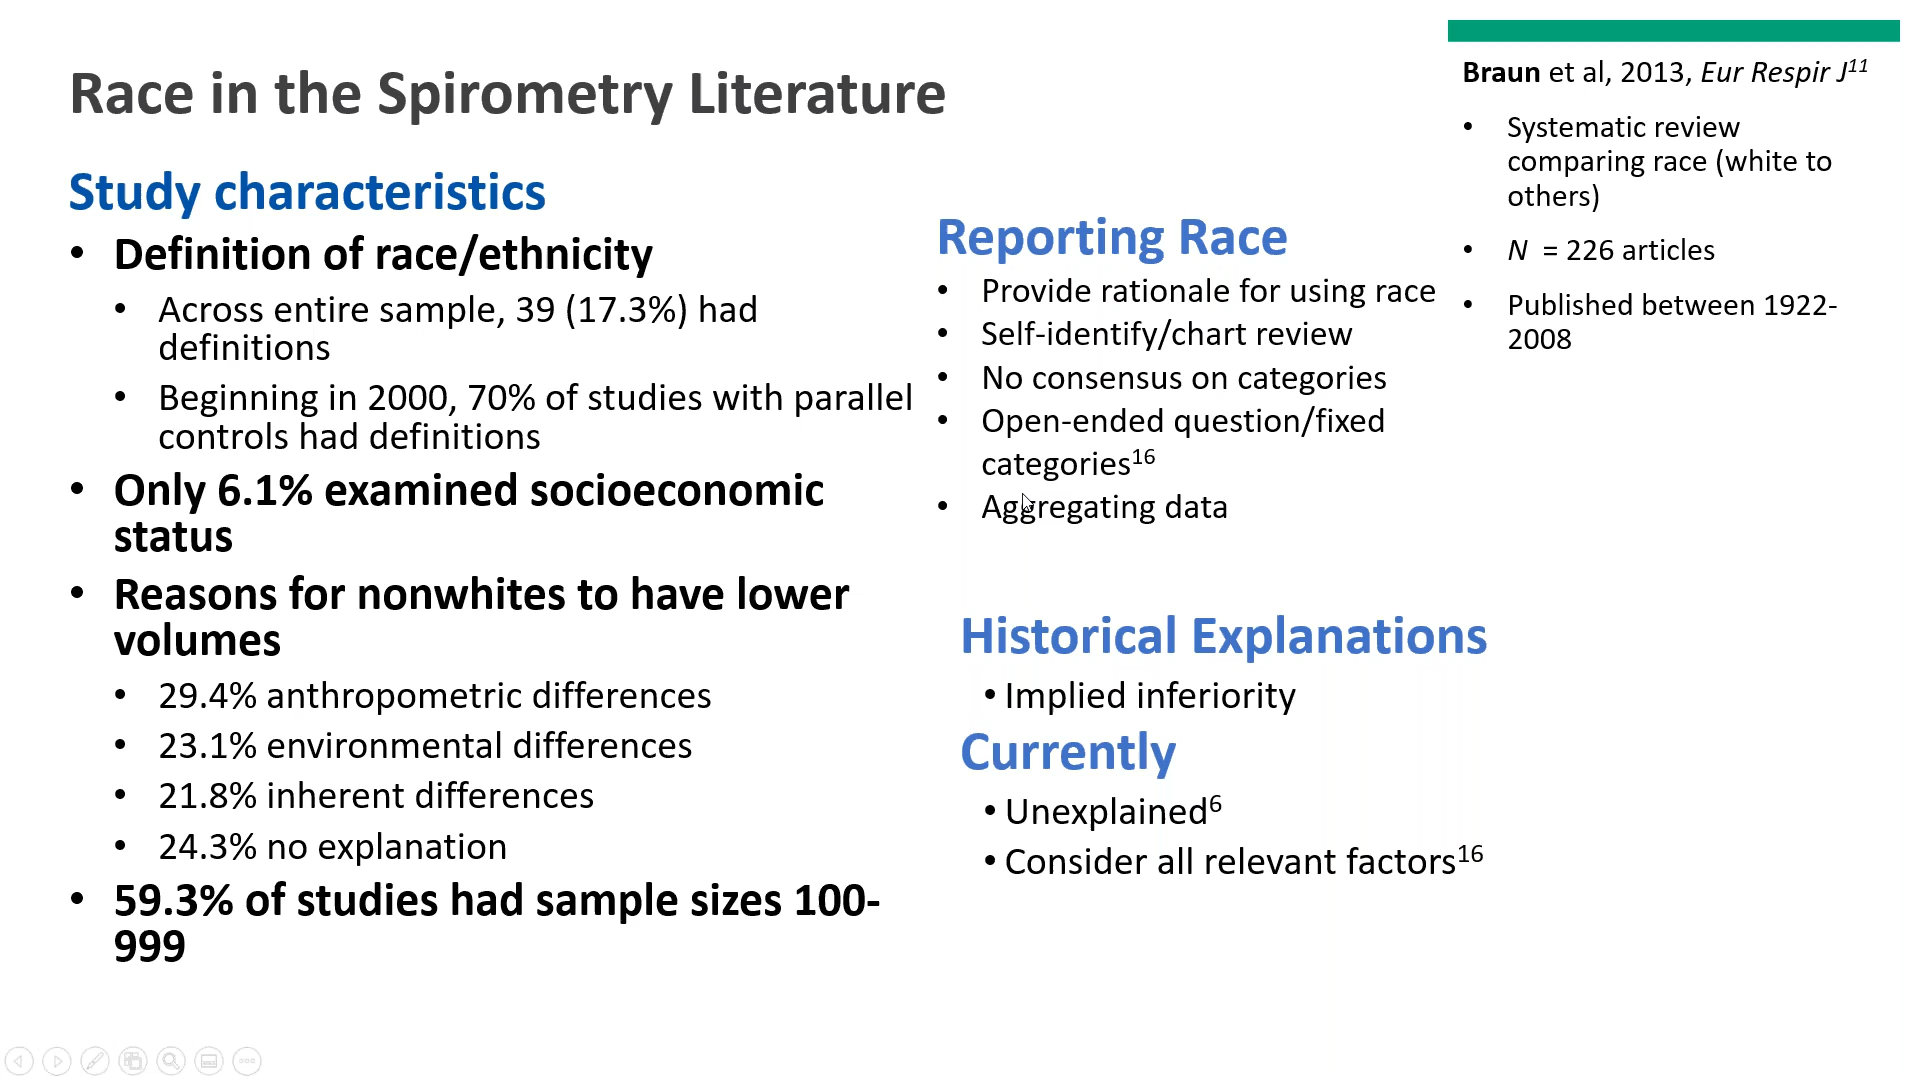 Race in the Spirometry Literature
Study characteristics
• Definition of race/ethnicity
• Across entire sample, 39 (17.3%) had
definitions
• Beginning in 2000, 70% of studies with parallel
controls had definitions
• Only 6.1% examined socioeconomic
status
• Reasons for nonwhites to have lower
volumes
• 29.4% anthropometric differences
• 23.1% environmental differences
• 21.8% inherent differences
• 24.3% no explanation
• 59.3% of studies had sample sizes 100-
999
Reporting Race
• Provide rationale for using race
• Self-identify/chart review
• No consensus on categories
• Open-ended question/fixed
categories16
• Aggregating data
Historical Explanations
• Implied inferiority
Currently
• Unexplained6
• Consider all relevant factors16
Braun et al, 2013, Eur Respir J11
• Systematic review
comparing race (white to
others)
• N = 226 articles
• Published between 1922-
2008